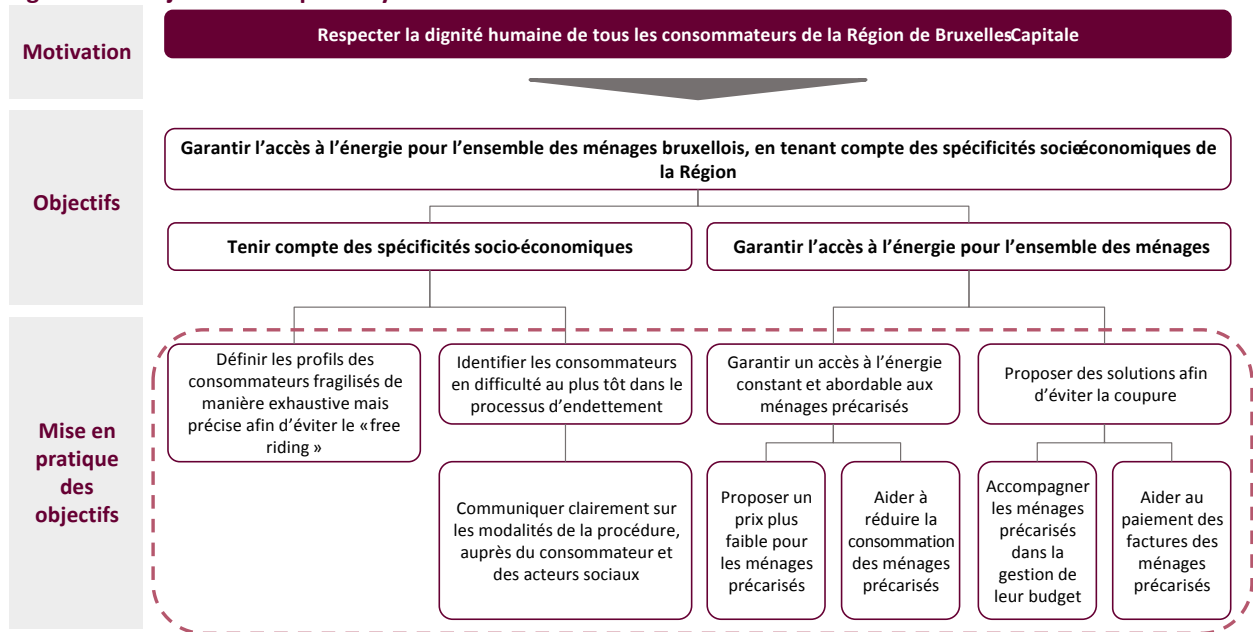 Motivation
Respecter la dignité humaine de tous les consommateurs de la Région de BruxellesCapitale
Objectifs
Garantir l'accès à l'énergie pour l'ensemble des ménages bruxellois, en tenant compte des spécificités socioéconomiques de
la Région
Tenir compte des spécificités socio-économiques
Garantir l'accès à l'énergie pour l'ensemble des ménages
Mise en
pratique
des
objectifs
Définir les profils des
consommateurs fragilisés de
manière exhaustive mais
précise afin d'éviter le « free
riding »
Identifier les consommateurs
en difficulté au plus tôt dans le
processus d'endettement
Garantir un accès à l'énergie
constant et abordable aux
ménages précarisés
Proposer des solutions afin
d'éviter la coupure
Communiquer clairement sur
les modalités de la procédure,
auprès du consommateur et
des acteurs sociaux
Proposer un
prix plus
faible pour
les ménages
précarisés
Aider à
réduire la
consommation
des ménages
précarisés
Accompagner
les ménages
précarisés
dans la
gestion de
leur budget
Aider au
paiement des
factures des
ménages
précarisés